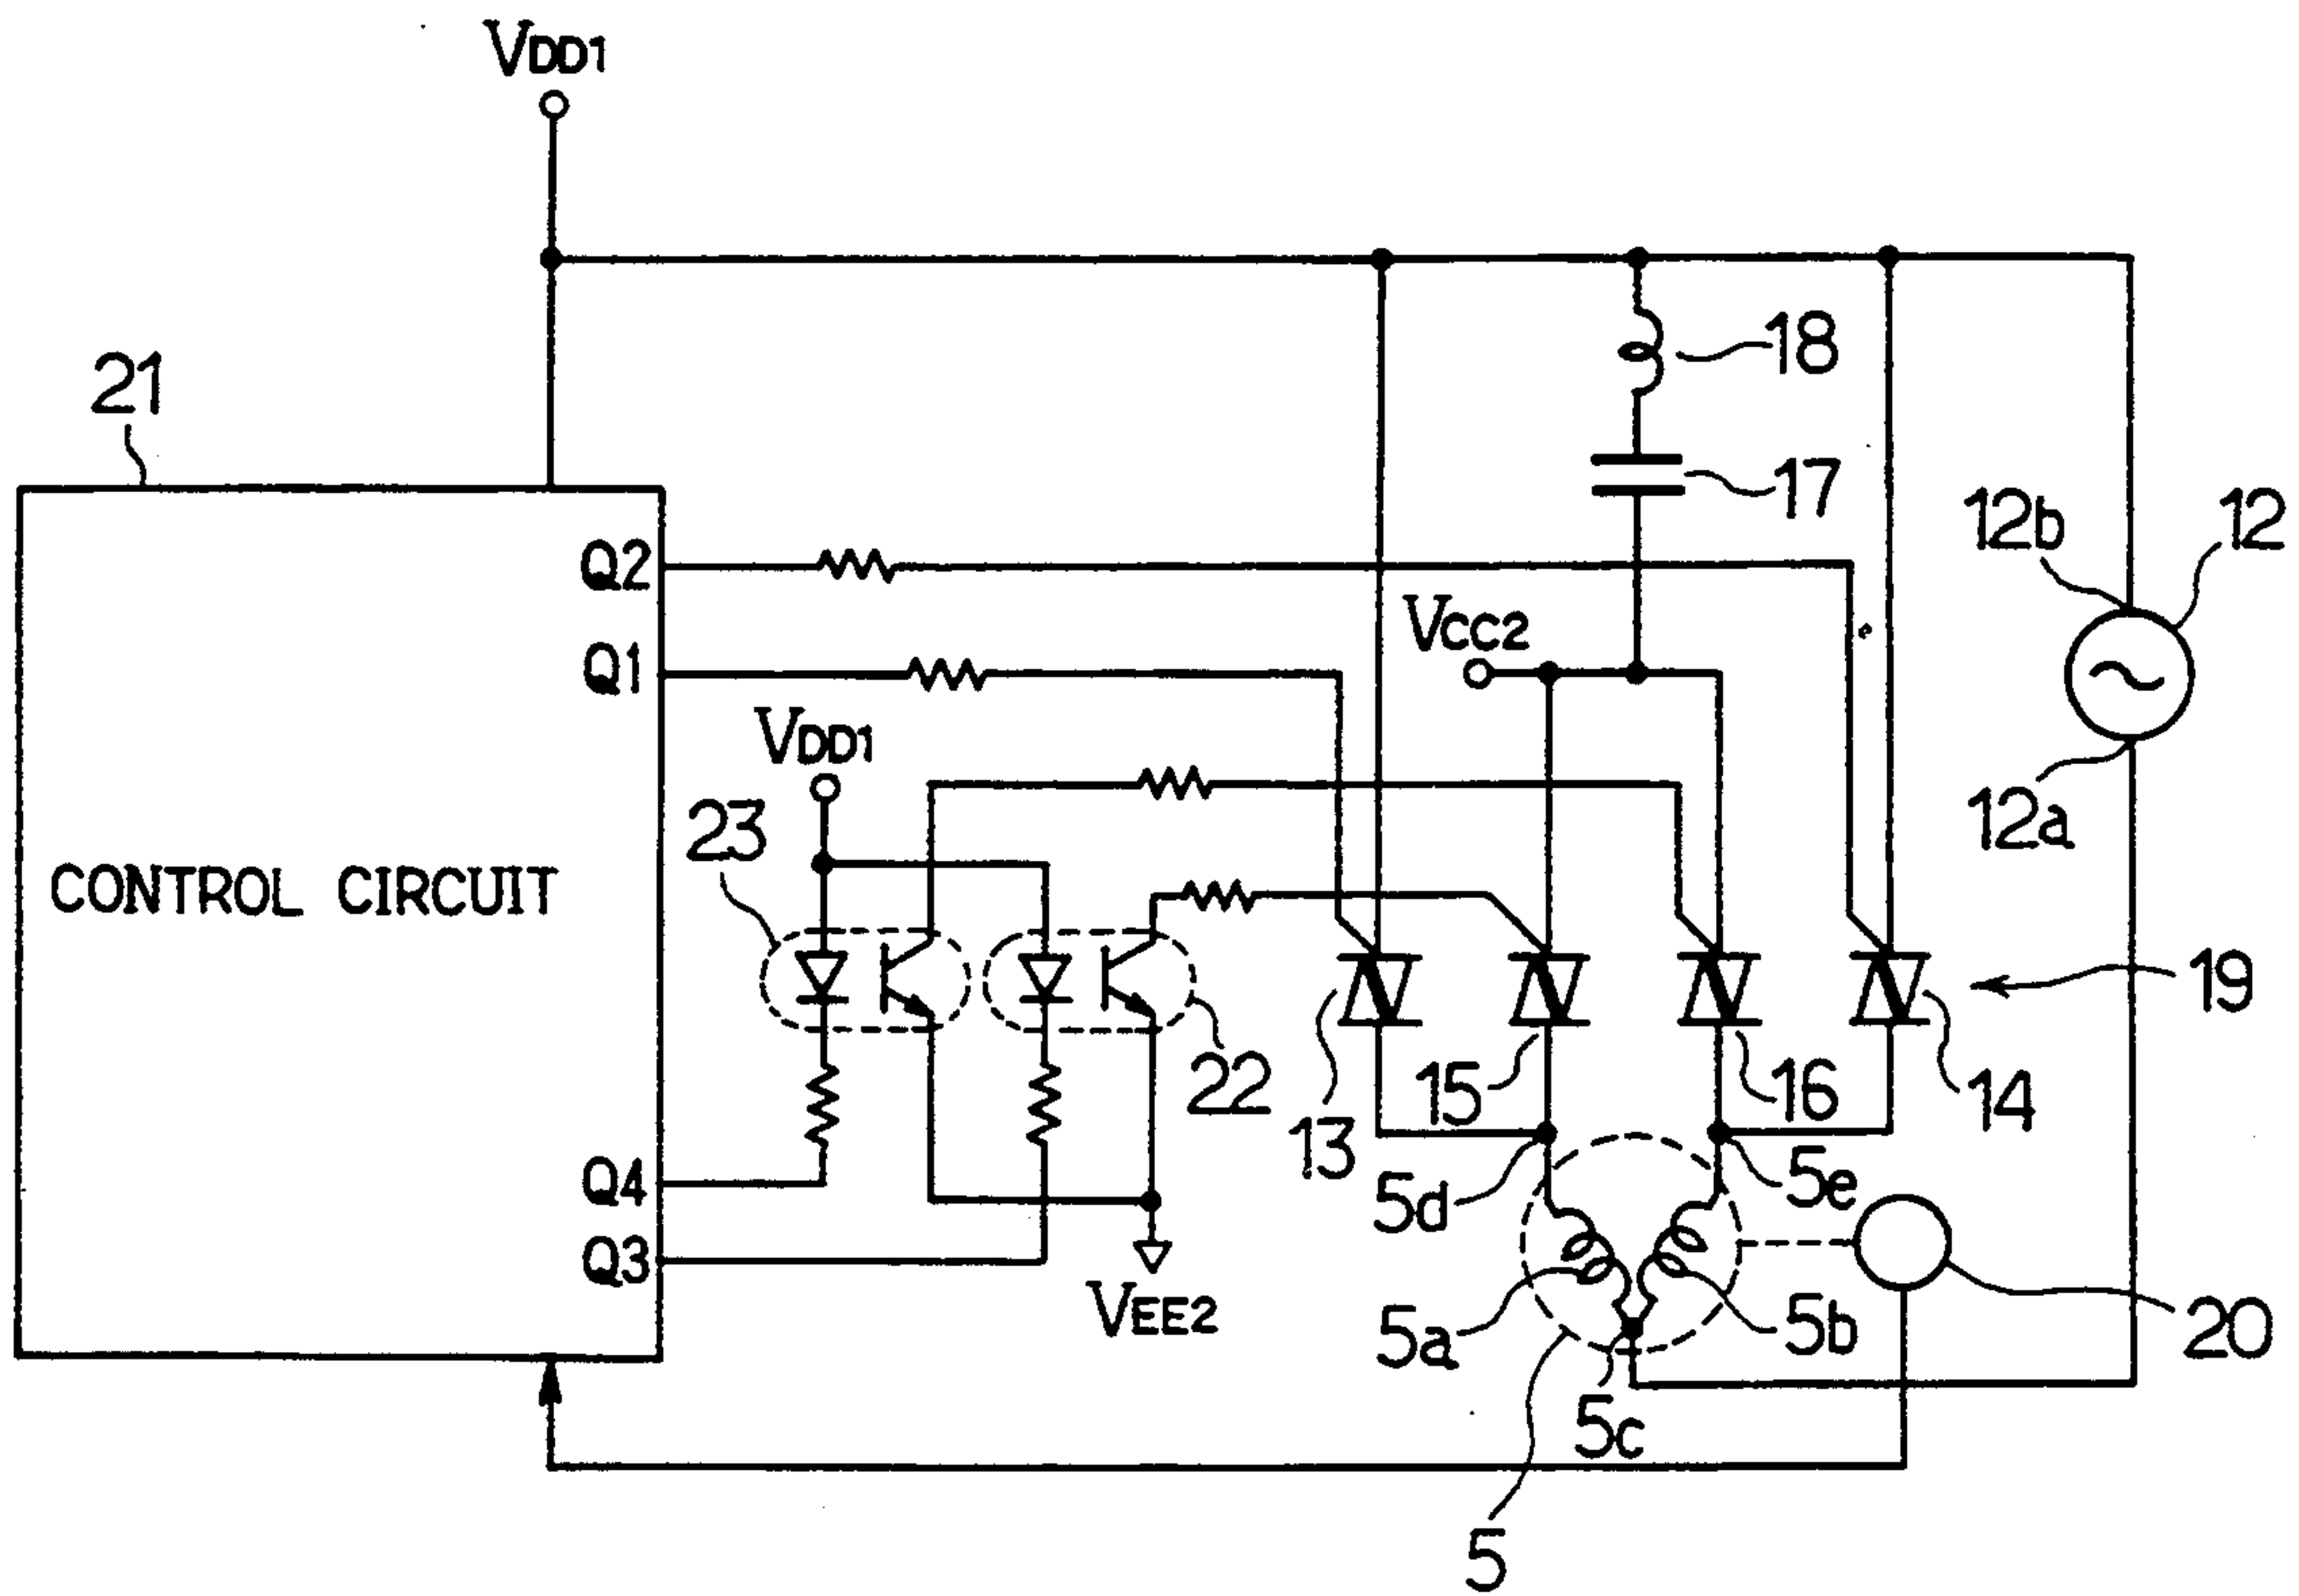 VDD1
21
18
17
12b
12
Q2
VCC2
Q1
VDD1
12a
23
CONTROL CIRCUIT
19
22
15
16
14
13
5d
5e
Q4
Q3
VEE2
5a
5b
20
5c
5